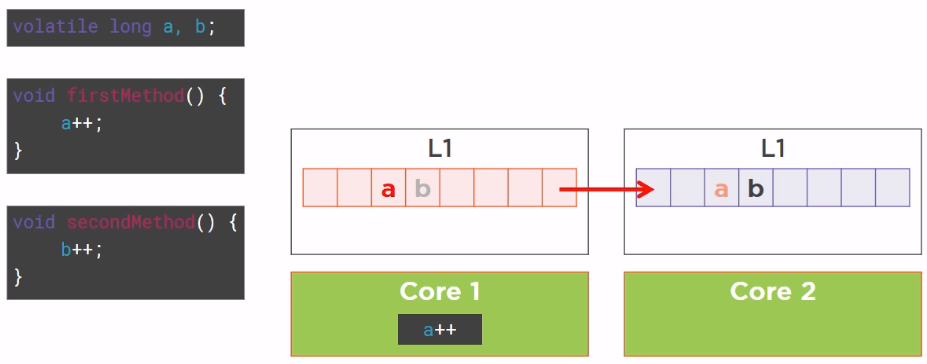 volatile long a, b;
void firstMethod() {
a++;
}
void secondMethod() {
b++;
}
L1
a b
Core 1
a++
L1
a b
Core 2